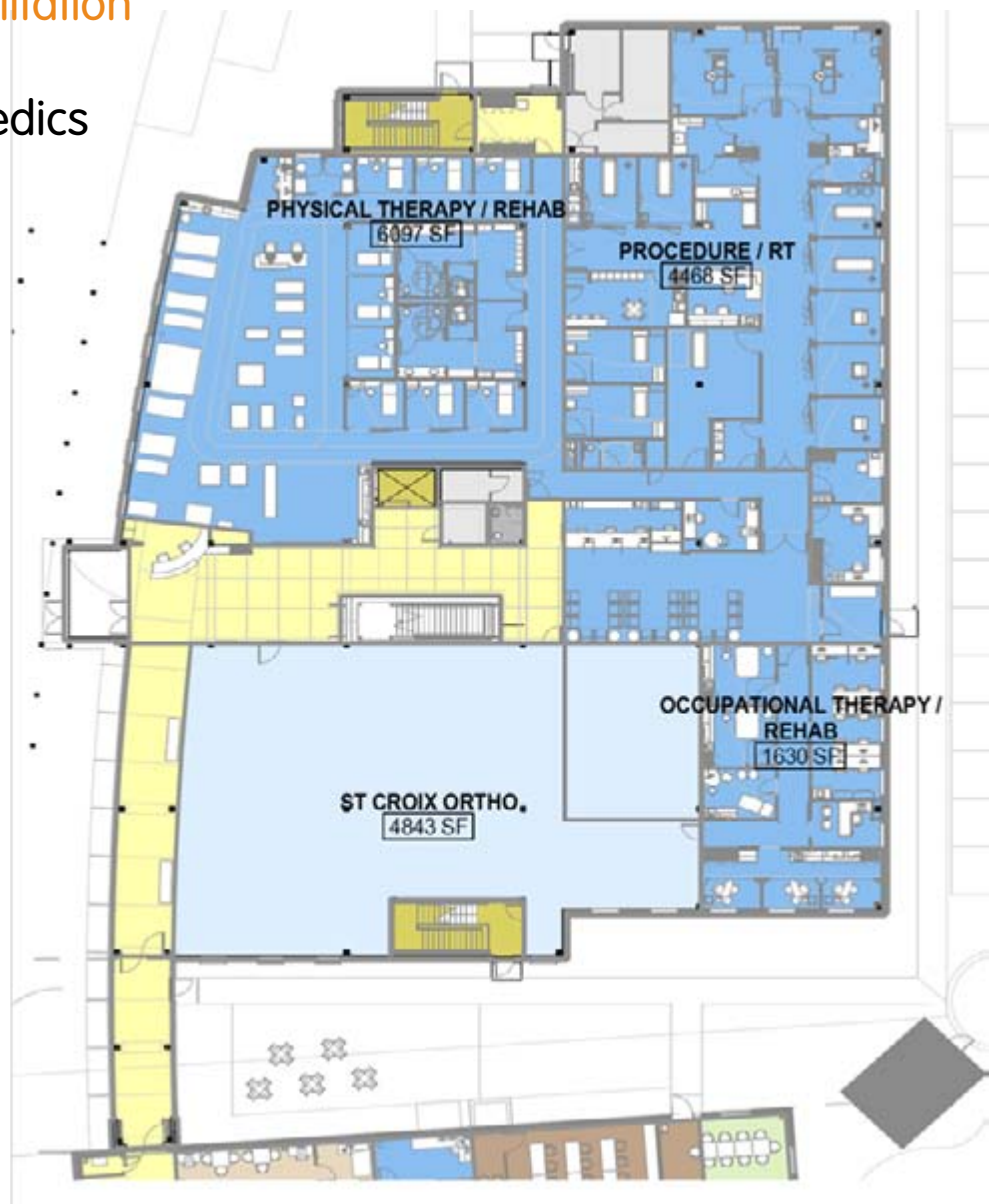 edics
PHYSICAL THERAPY / REHAB
6097 SF
PROCEDURE / RT
4468 SF
OCCUPATIONAL THERAPY /
REHAB
1630 SF
ST CROIX ORTHO.
4843 SF